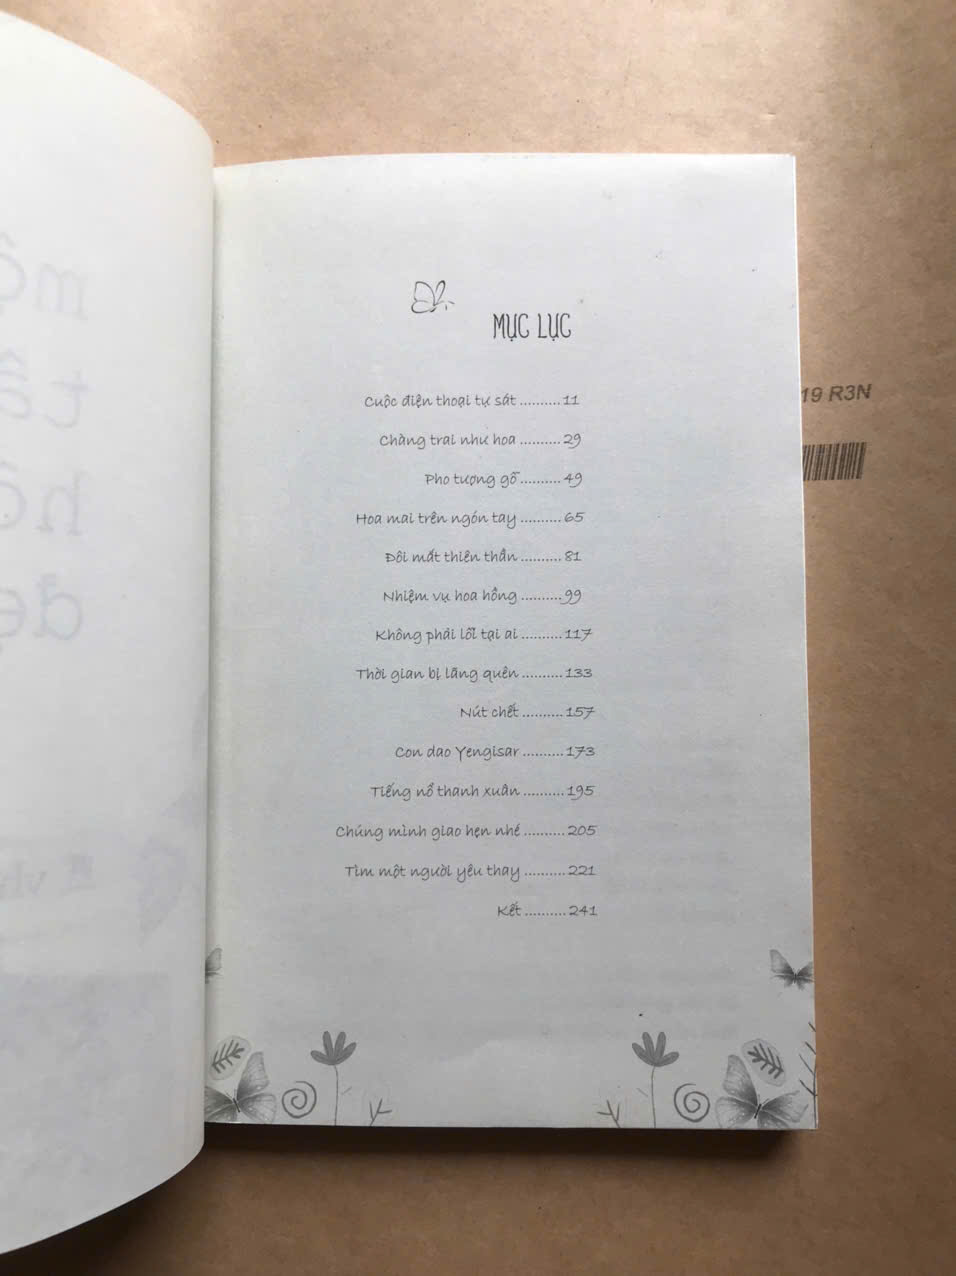 MỤC LỤC
Cuộc điện thoại tự sát .......... 11
Chàng trai như hoa .......... 29
Pho tượng gỗ .......... 49
Hoa mai trên ngón tay .......... 65
Đôi mắt thiên thần .......... 81
Nhiệm vụ hoa hồng .......... 99
Không phải lỗi tại ai .......... 117
Thời gian bị lãng quên .......... 133
Nút chết .......... 157
Con dao Yengisar .......... 173
Tiếng nổ thanh xuân .......... 195
Chúng mình giao hẹn nhé .......... 205
Tìm một người yêu thay .......... 221
Kết .......... 241
19 R3N